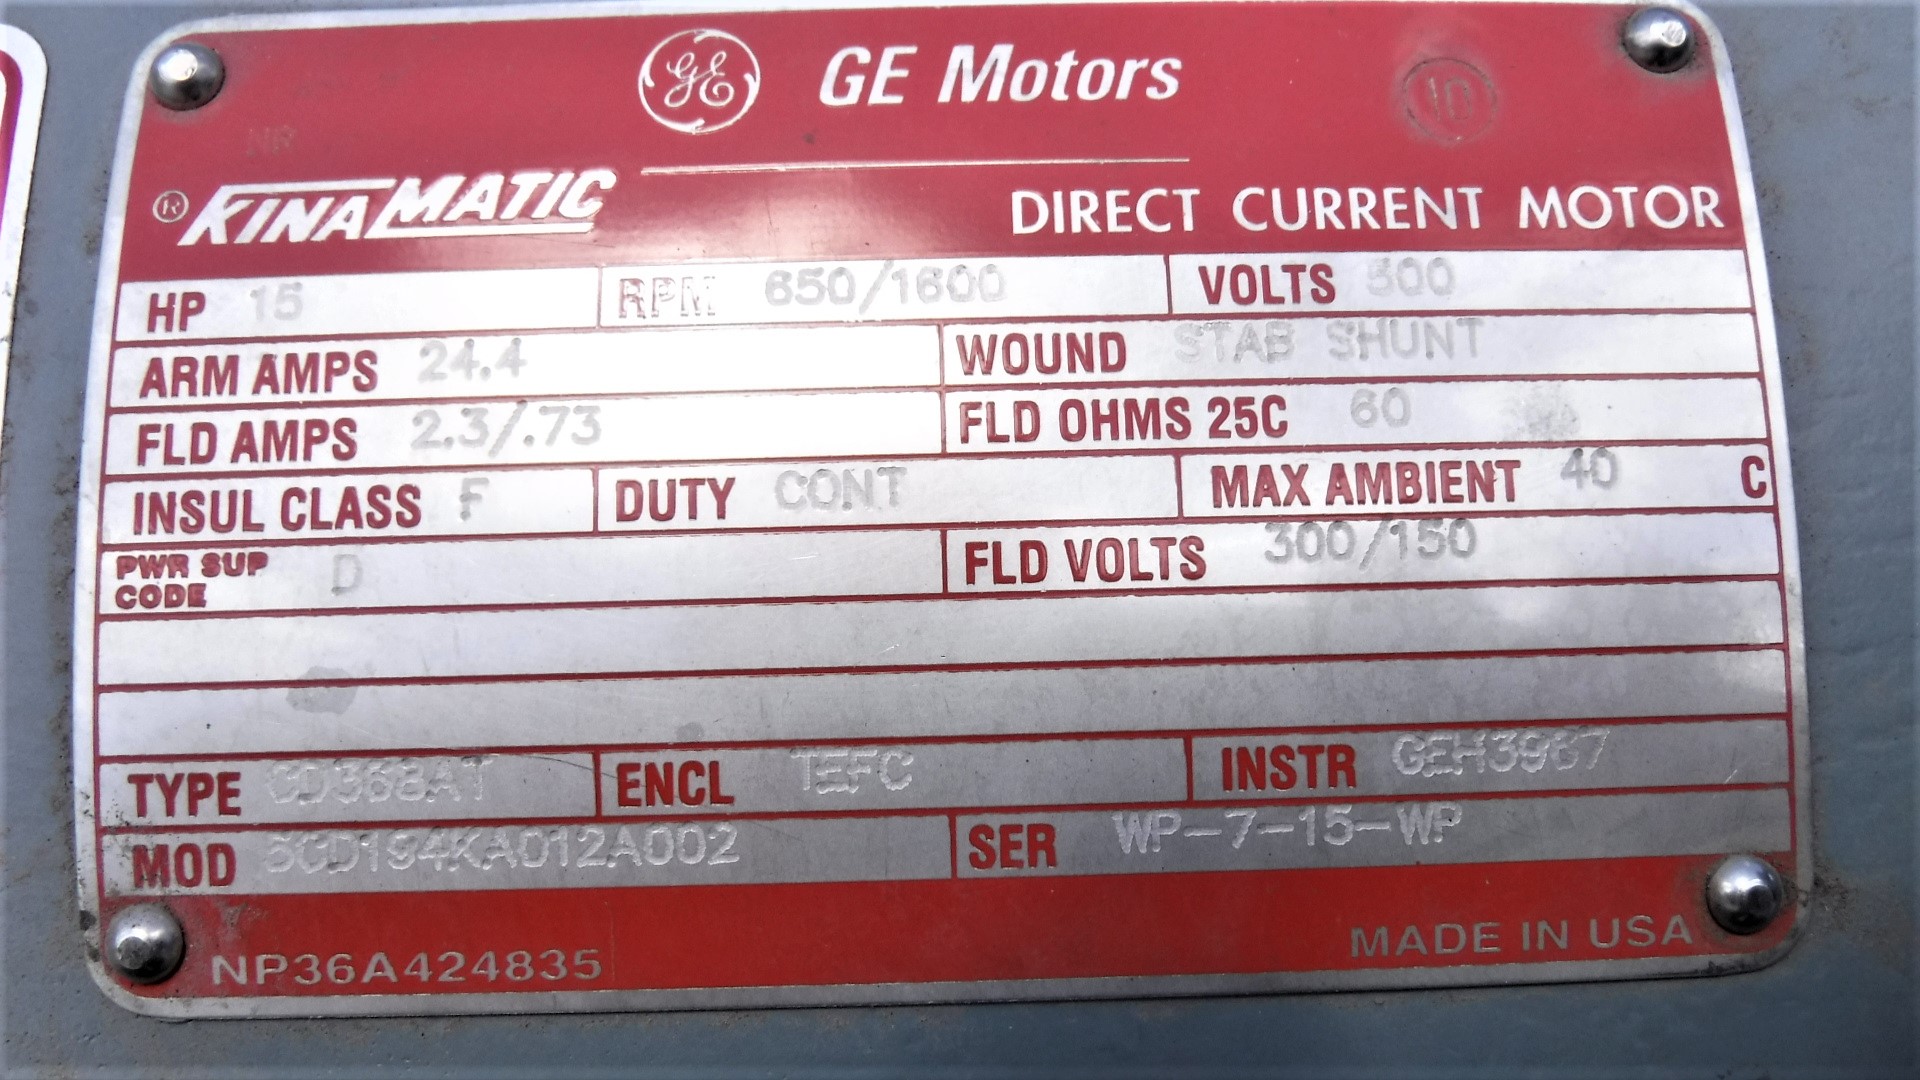 GE GE Motors
10
NR
® KINAMATIC
DIRECT CURRENT MOTOR
HP 15 RPM 650/1600 VOLTS 500
ARM AMPS 24.4 WOUND STAB SHUNT
FLD AMPS 2.3/.73 FLD OHMS 25C 60
INSUL CLASS F DUTY CONT MAX AMBIENT 40 C
PWR SUP CODE D FLD VOLTS 300/150
TYPE CD368AT ENCL TEFC INSTR GEH3967
MOD 5CD194KA012A002 SER WP-7-15-WP
NP36A424835 MADE IN USA